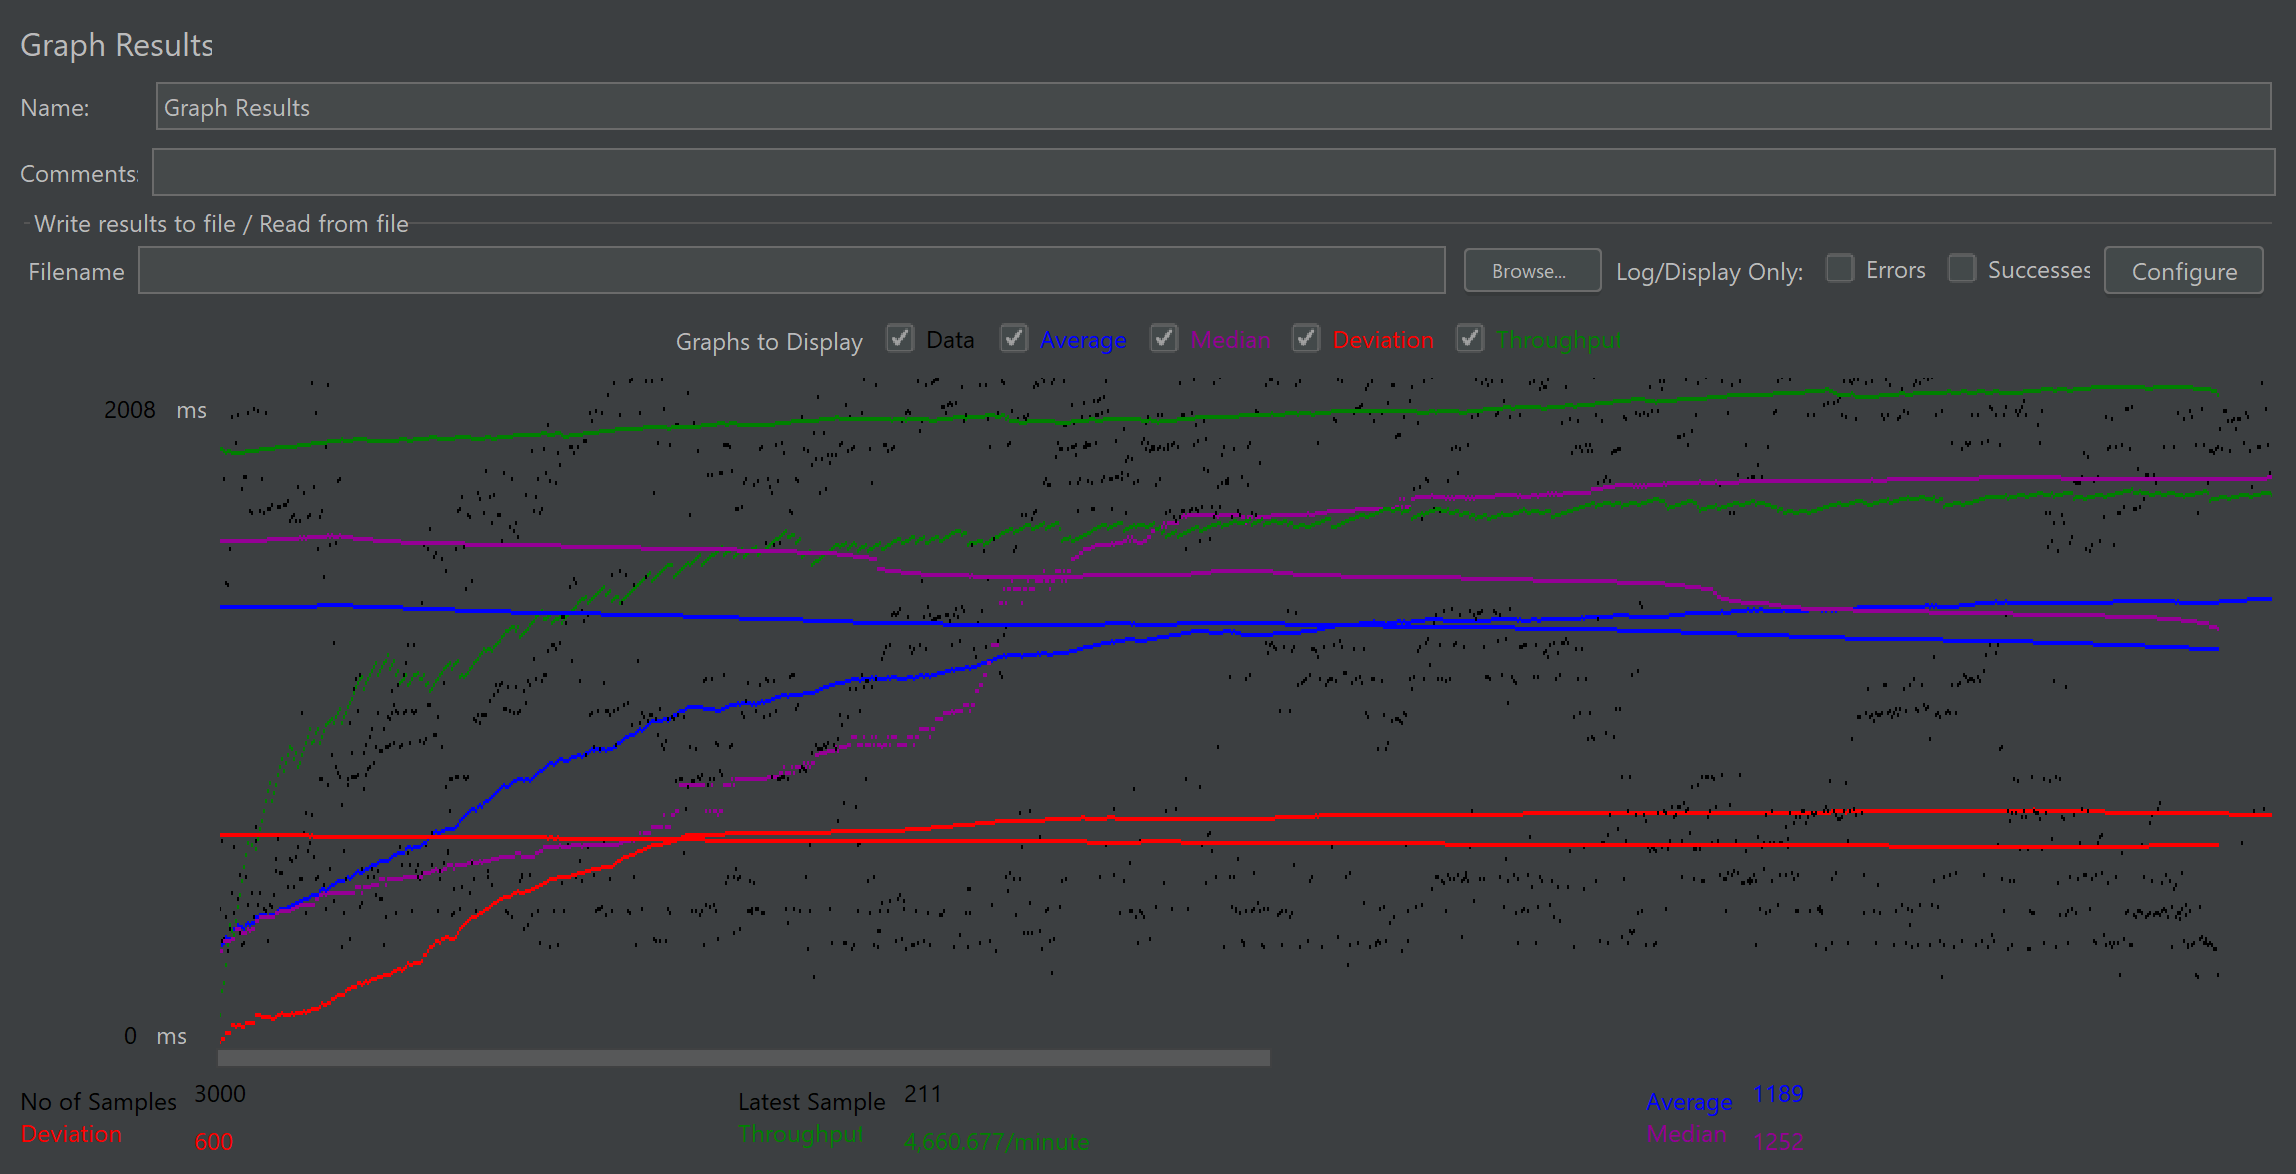 Graph Results
Name: Graph Results
Comments:
Write results to file / Read from file
Filename Browse... Log/Display Only: Errors Successes Configure
Graphs to Display Data Average Median Deviation Throughput
2008 ms
0 ms
No of Samples 3000 Latest Sample 211 Average 1189
Deviation 600 Throughput 4,660.677/minute Median 1252